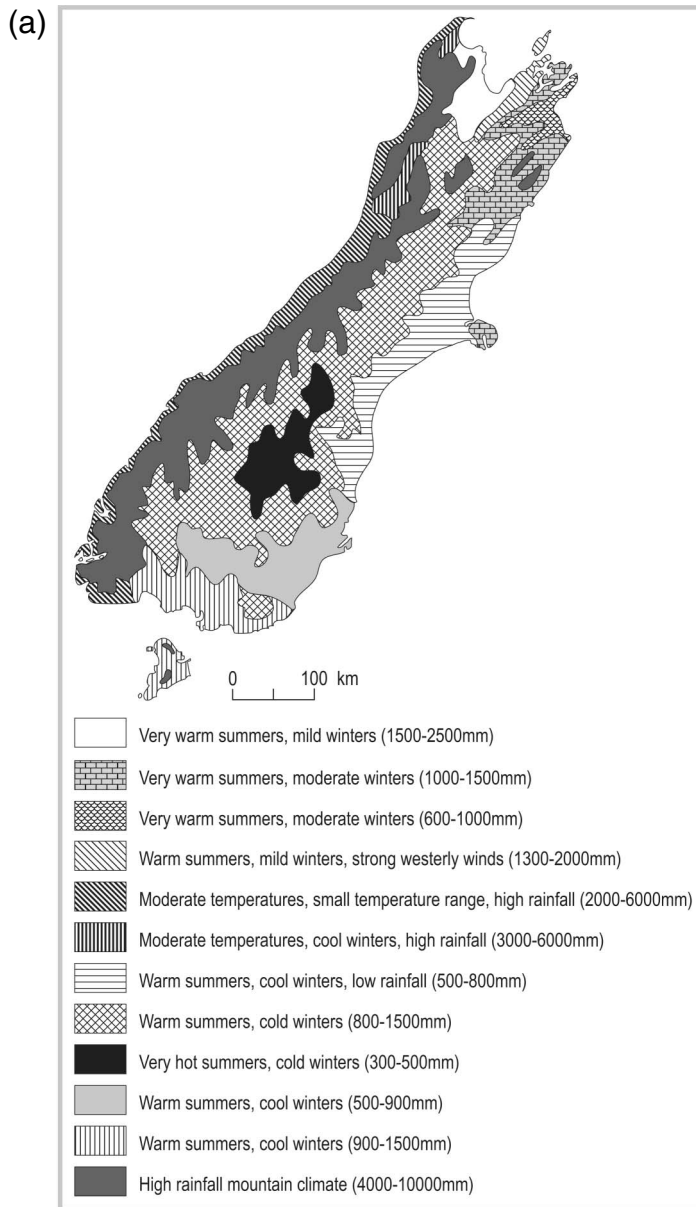 (a)
0 100 km
Very warm summers, mild winters (1500-2500mm)
Very warm summers, moderate winters (1000-1500mm)
Very warm summers, moderate winters (600-1000mm)
Warm summers, mild winters, strong westerly winds (1300-2000mm)
Moderate temperatures, small temperature range, high rainfall (2000-6000mm)
Moderate temperatures, cool winters, high rainfall (3000-6000mm)
Warm summers, cool winters, low rainfall (500-800mm)
Warm summers, cold winters (800-1500mm)
Very hot summers, cold winters (300-500mm)
Warm summers, cool winters (500-900mm)
Warm summers, cool winters (900-1500mm)
High rainfall mountain climate (4000-10000mm)